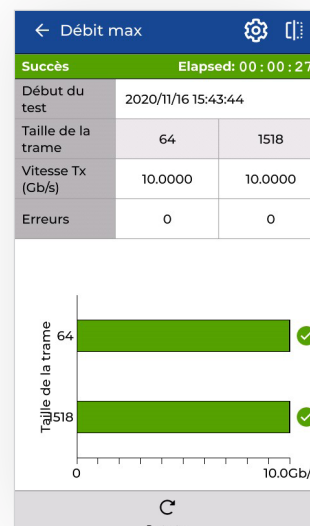 Débit max
Succès Elapsed: 00:00:27
Début du test 2020/11/16 15:43:44
Taille de la trame 64 1518
Vitesse Tx (Gb/s) 10.0000 10.0000
Erreurs 0 0
Taille de la trame
64
1518
0 10.0Gb/